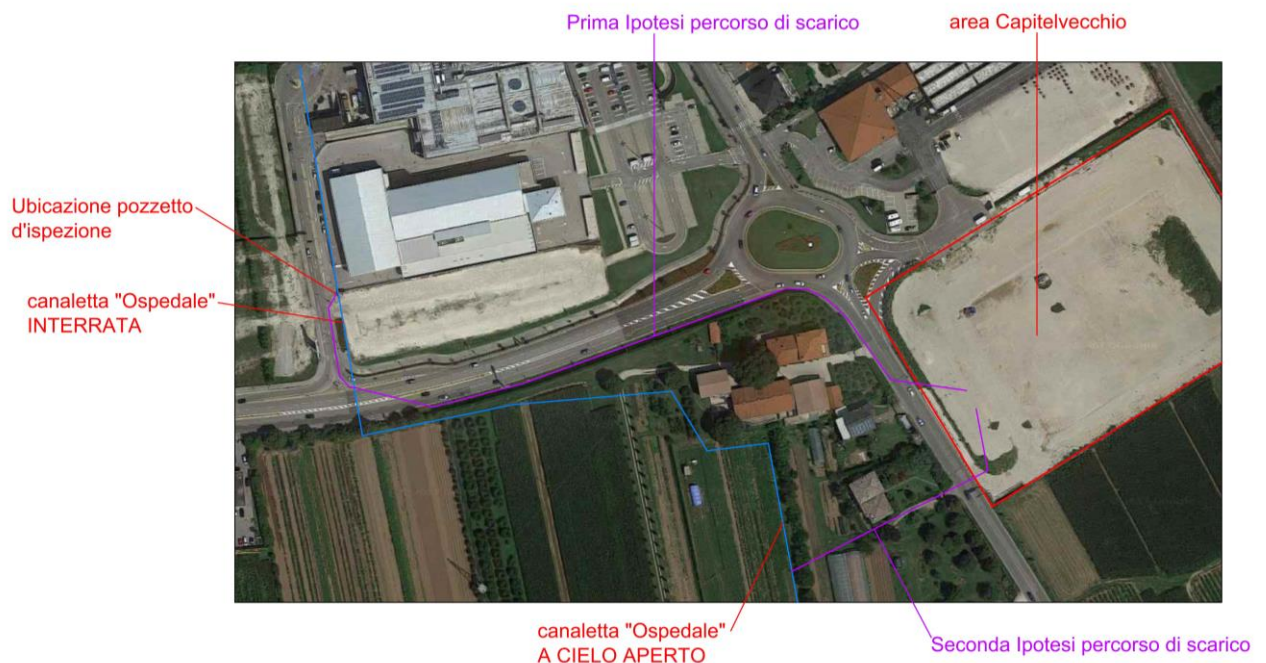 Prima Ipotesi percorso di scarico
area Capitelvecchio
Ubicazione pozzetto
d'ispezione
canaletta "Ospedale"
INTERRATA
canaletta "Ospedale"
A CIELO APERTO
Seconda Ipotesi percorso di scarico